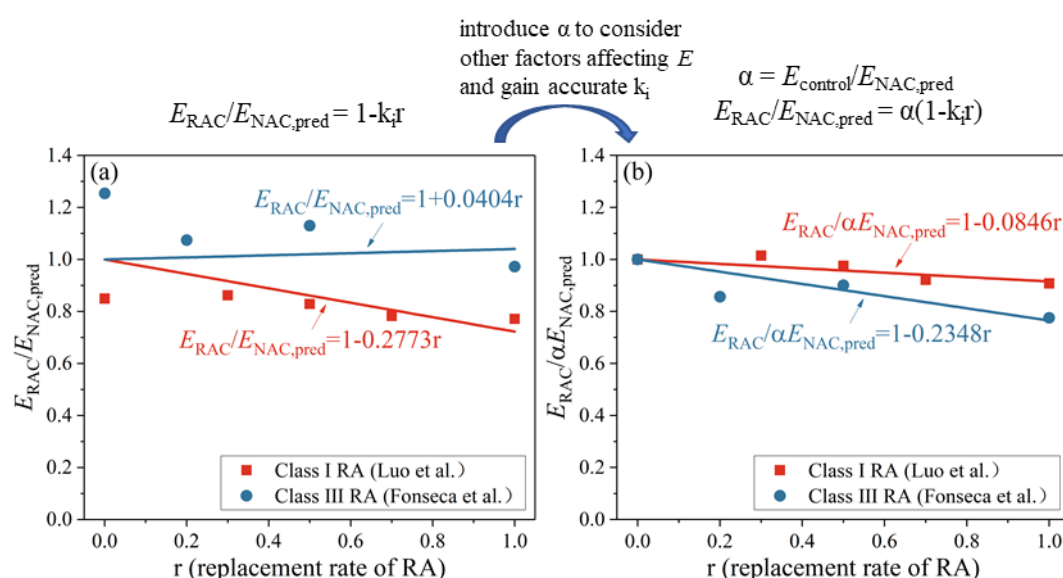 introduce α to consider
other factors affecting E
and gain accurate kᵢ
E_RAC/E_NAC,pred = 1-kᵢr
α = E_control/E_NAC,pred
E_RAC/E_NAC,pred = α(1-kᵢr)
(a)
E_RAC/E_NAC,pred=1+0.0404r
E_RAC/E_NAC,pred=1-0.2773r
Class I RA (Luo et al.)
Class III RA (Fonseca et al.)
E_RAC/E_NAC,pred
1.4
1.2
1.0
0.8
0.6
0.4
0.2
0.0
0.0 0.2 0.4 0.6 0.8 1.0
r (replacement rate of RA)
(b)
E_RAC/αE_NAC,pred=1-0.0846r
E_RAC/αE_NAC,pred=1-0.2348r
Class I RA (Luo et al.)
Class III RA (Fonseca et al.)
E_RAC/αE_NAC,pred
1.4
1.2
1.0
0.8
0.6
0.4
0.2
0.0
0.0 0.2 0.4 0.6 0.8 1.0
r (replacement rate of RA)